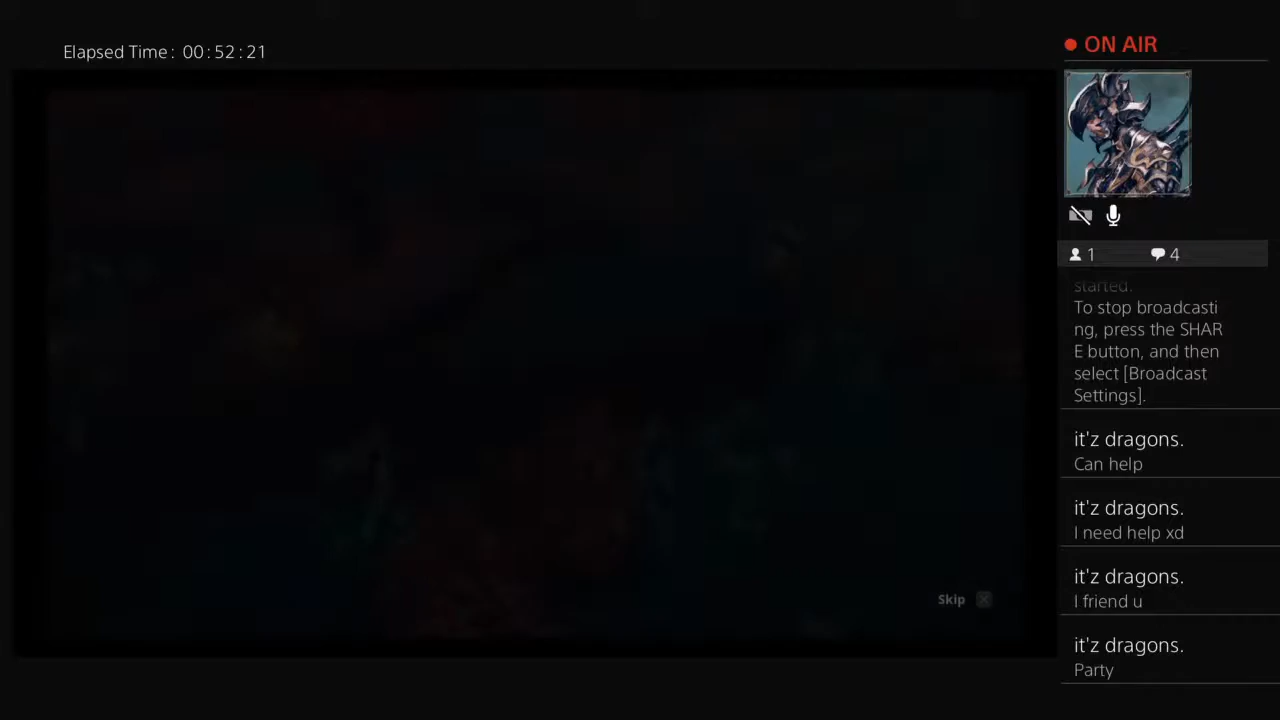 Elapsed Time: 00:52:21
ON AIR
1
4
started.
To stop broadcasti
ng, press the SHAR
E button, and then
select [Broadcast
Settings].
it'z dragons.
Can help
it'z dragons.
I need help xd
it'z dragons.
I friend u
it'z dragons.
Party
Skip